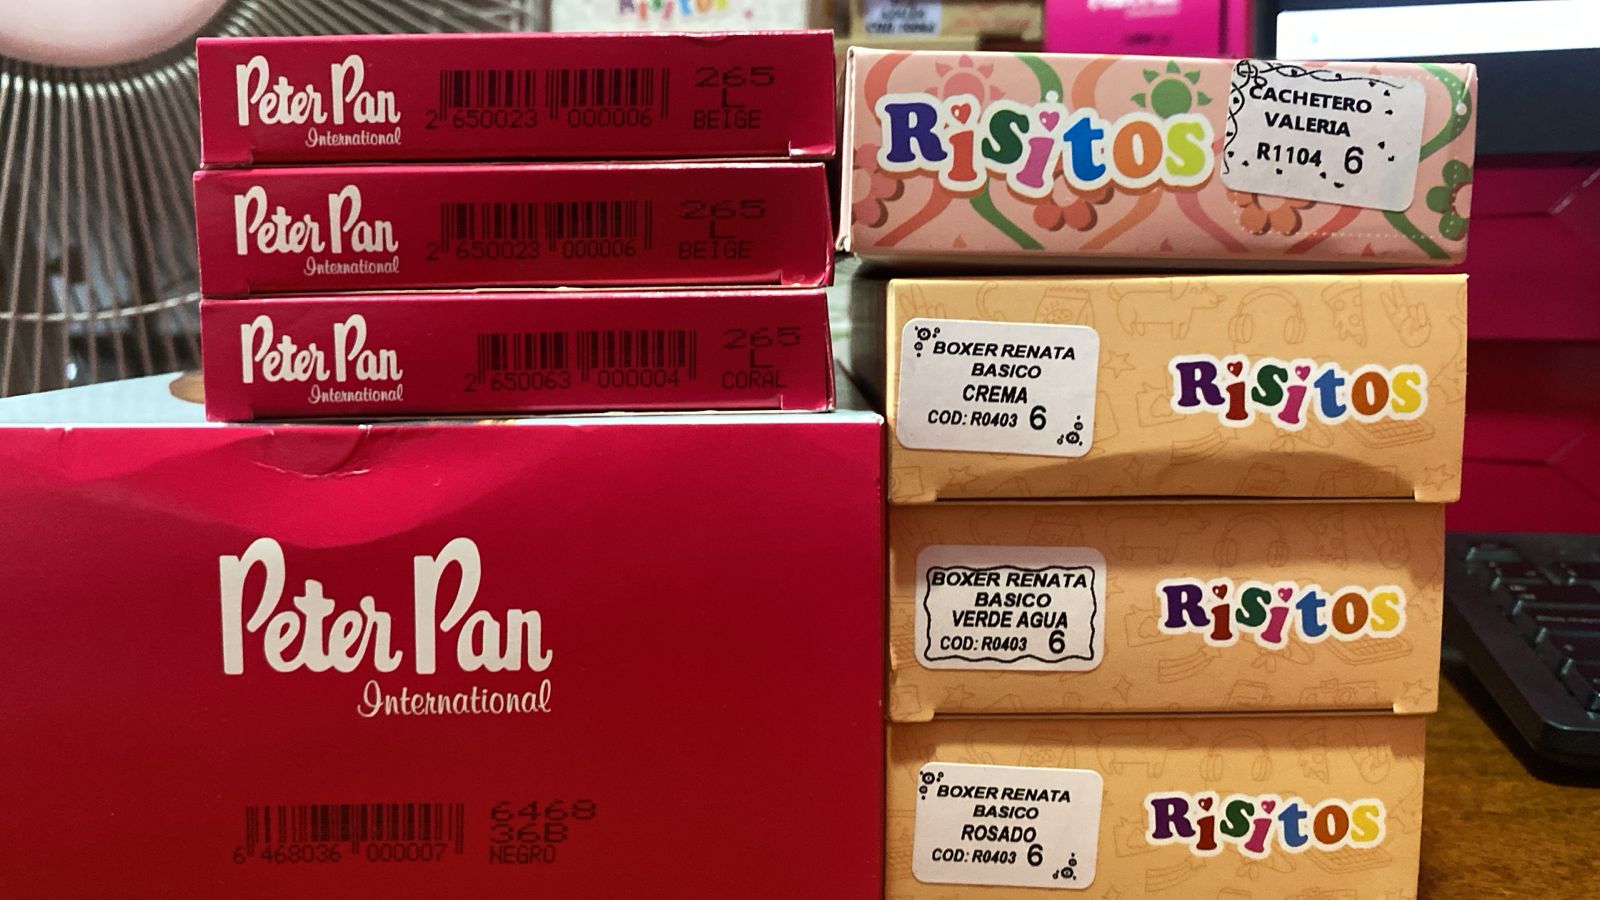 Risitos
Peter Pan
International
2 650023 000006
265
L
BEIGE
Peter Pan
International
2 650023 000006
265
L
BEIGE
Peter Pan
International
2 650063 000004
265
L
CORAL
Peter Pan
International
6 468036 000007
6468
36B
NEGRO
Risitos
CACHETERO
VALERIA
R1104 6
BOXER RENATA
BASICO
CREMA
COD: R0403 6
Risitos
BOXER RENATA
BASICO
VERDE AGUA
COD: R0403 6
Risitos
BOXER RENATA
BASICO
ROSADO
COD: R0403 6
Risitos